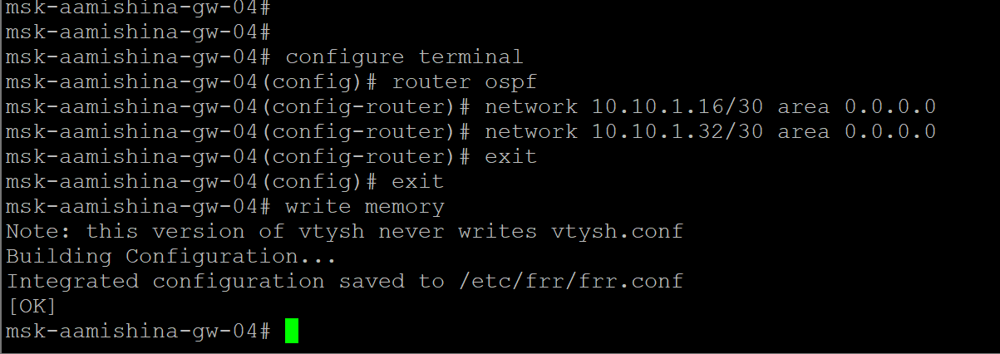 msk-aamishina-gw-04#
msk-aamishina-gw-04#
msk-aamishina-gw-04# configure terminal
msk-aamishina-gw-04(config)# router ospf
msk-aamishina-gw-04(config-router)# network 10.10.1.16/30 area 0.0.0.0
msk-aamishina-gw-04(config-router)# network 10.10.1.32/30 area 0.0.0.0
msk-aamishina-gw-04(config-router)# exit
msk-aamishina-gw-04(config)# exit
msk-aamishina-gw-04# write memory
Note: this version of vtysh never writes vtysh.conf
Building Configuration...
Integrated configuration saved to /etc/frr/frr.conf
[OK]
msk-aamishina-gw-04#